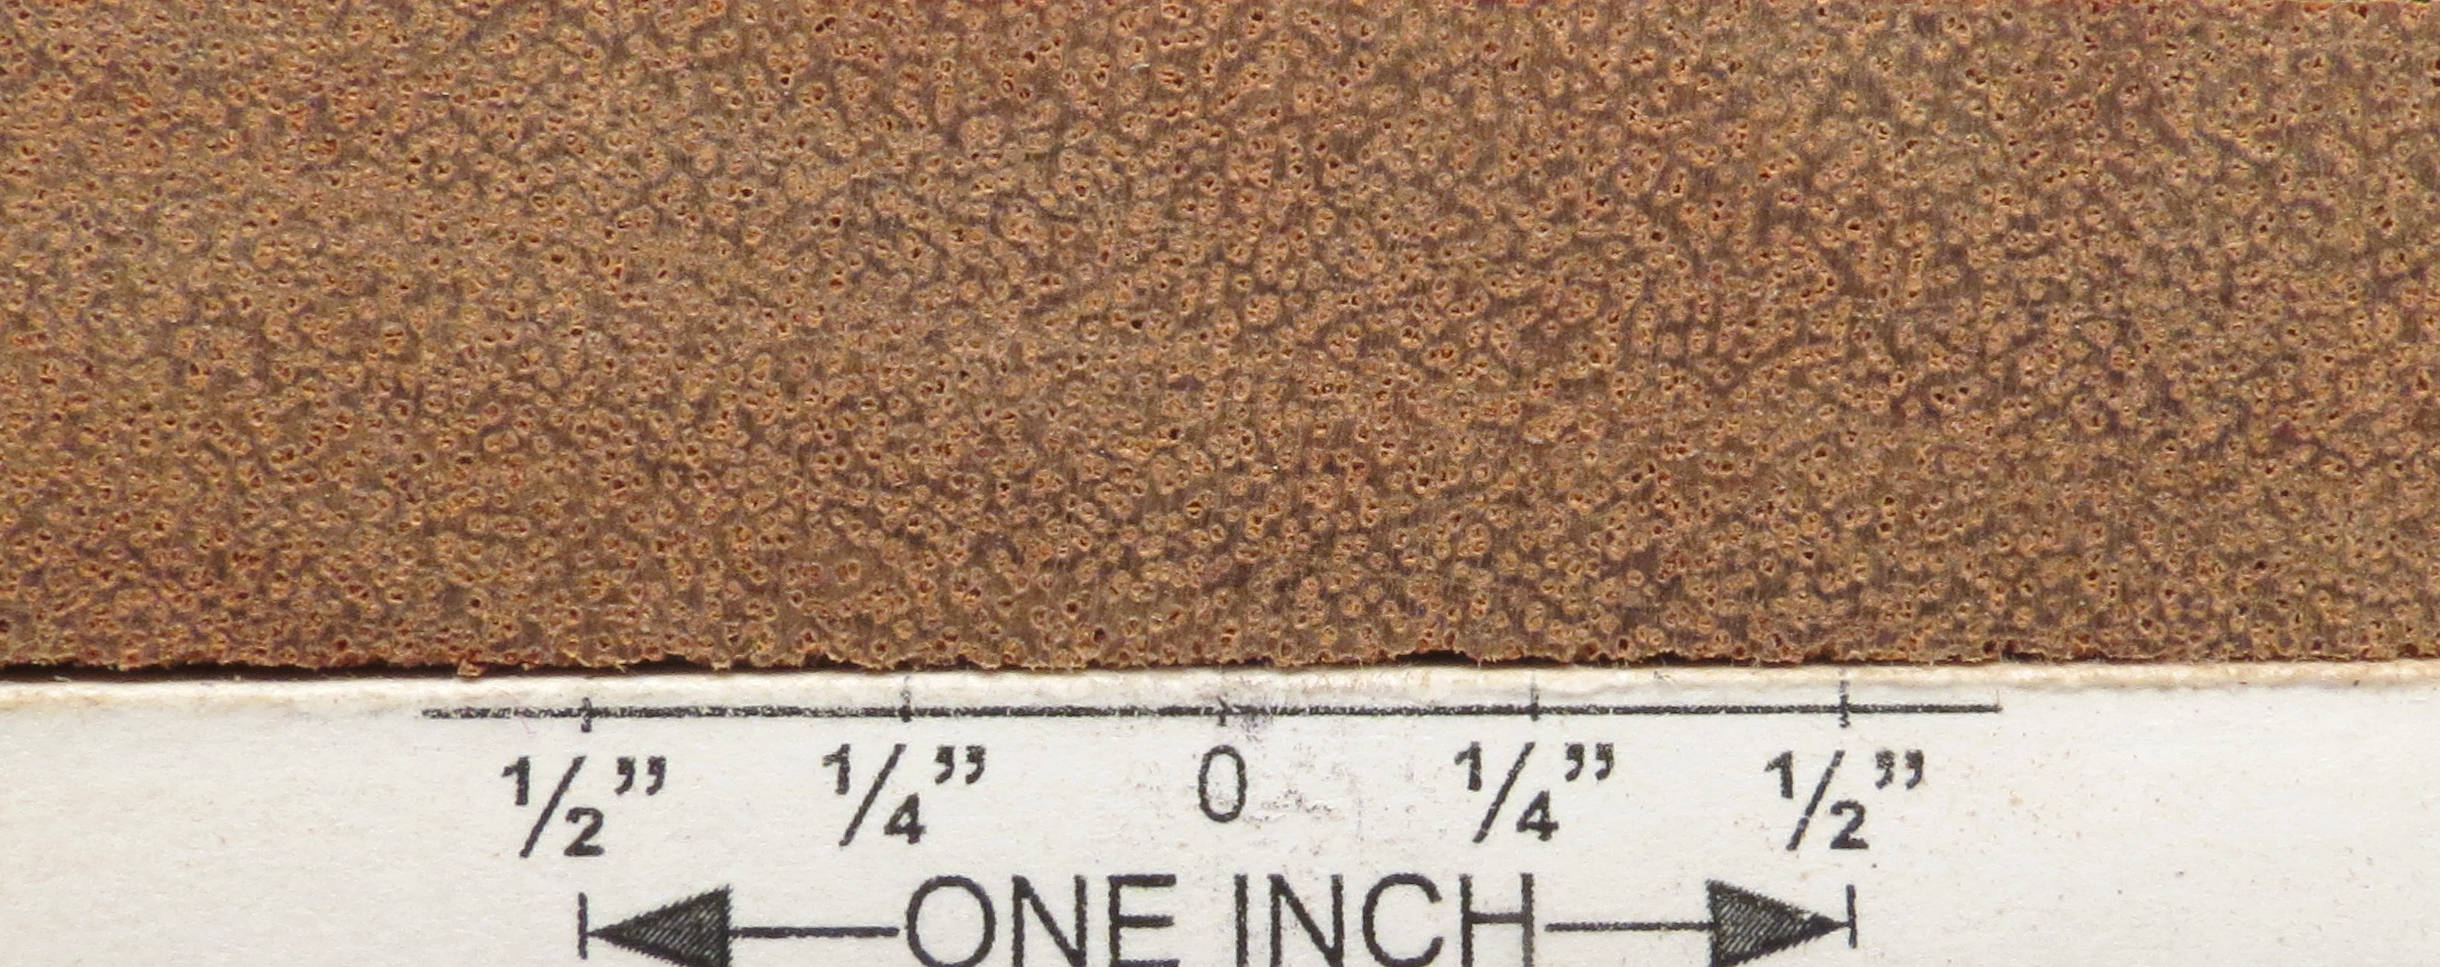 1/2” 1/4” 0 1/4” 1/2”
ONE INCH